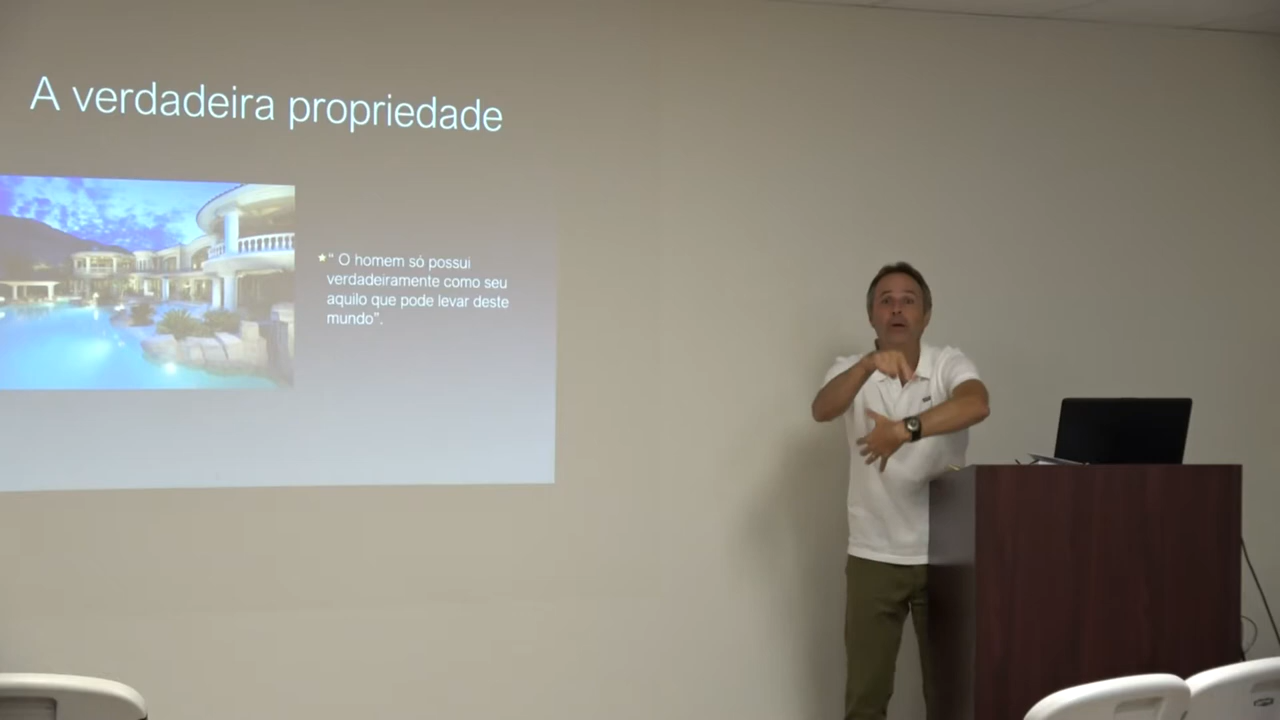 A verdadeira propriedade
" O homem só possui
verdadeiramente como seu
aquilo que pode levar deste
mundo".